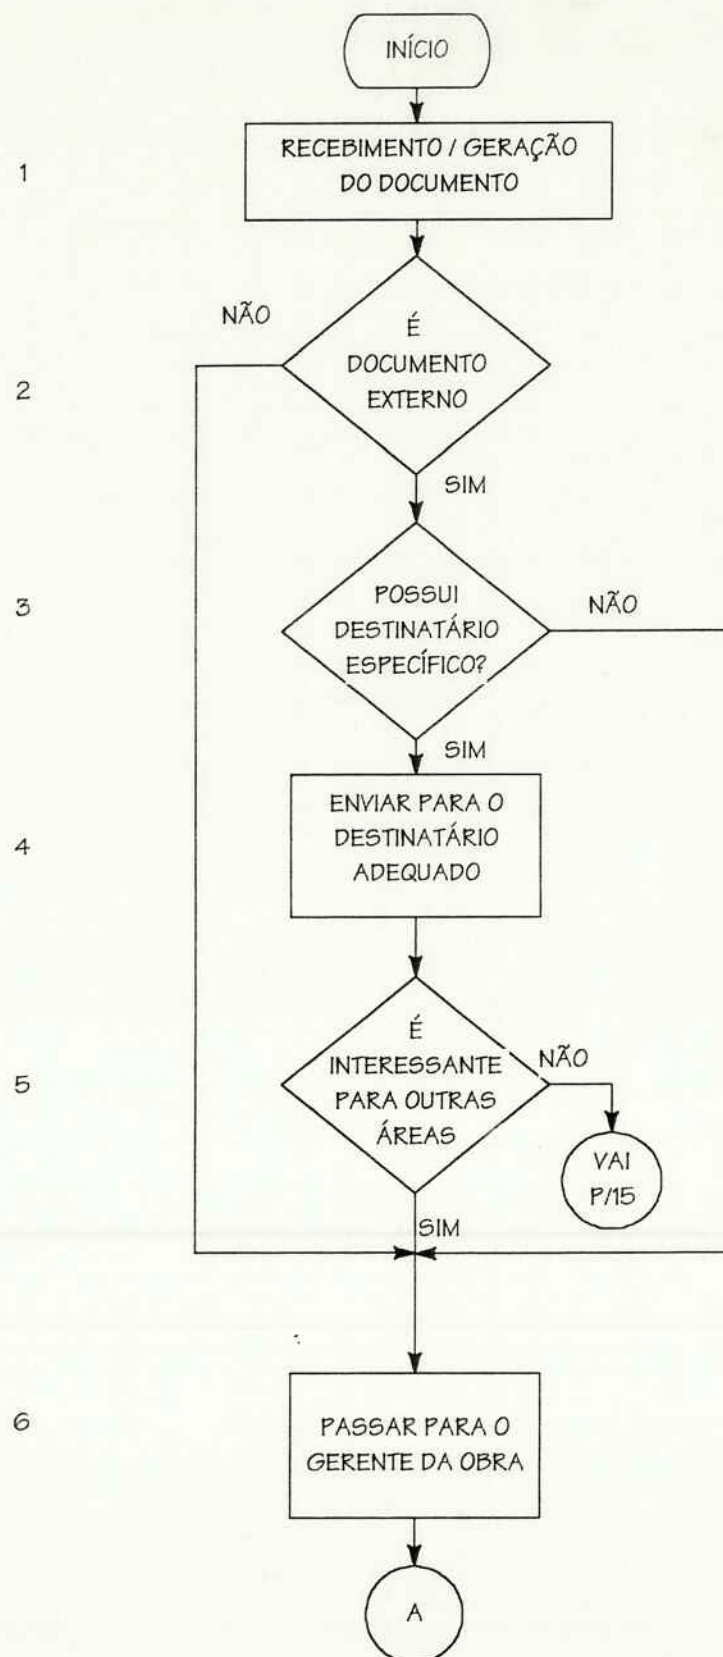 INÍCIO
1
RECEBIMENTO / GERAÇÃO
DO DOCUMENTO
NÃO
É
DOCUMENTO
EXTERNO
2
SIM
3
POSSUI
DESTINATÁRIO
ESPECÍFICO?
NÃO
SIM
4
ENVIAR PARA O
DESTINATÁRIO
ADEQUADO
5
É
INTERESSANTE
PARA OUTRAS
ÁREAS
NÃO
VAI
P/15
SIM
6
PASSAR PARA O
GERENTE DA OBRA
A